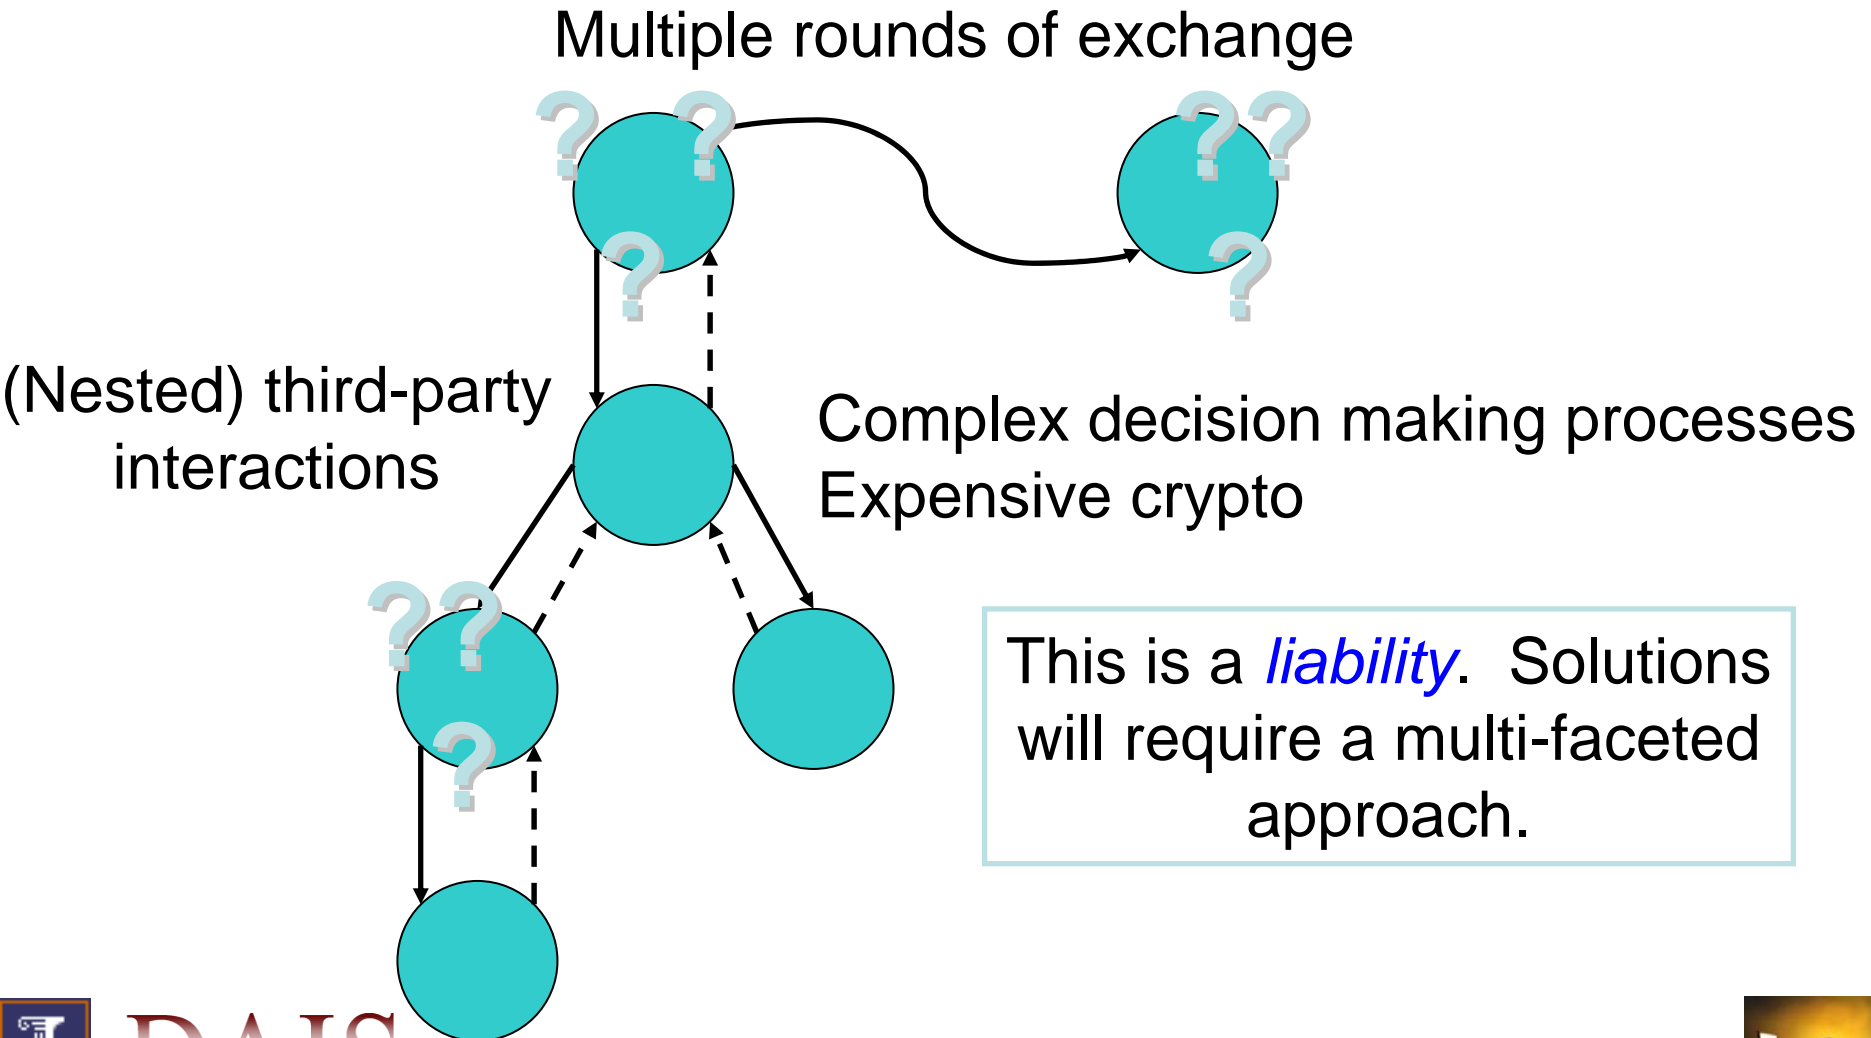 Multiple rounds of exchange
? ? ? ?
? ?
(Nested) third-party
interactions
Complex decision making processes
Expensive crypto
? ?
?
This is a liability. Solutions
will require a multi-faceted
approach.
DAIS